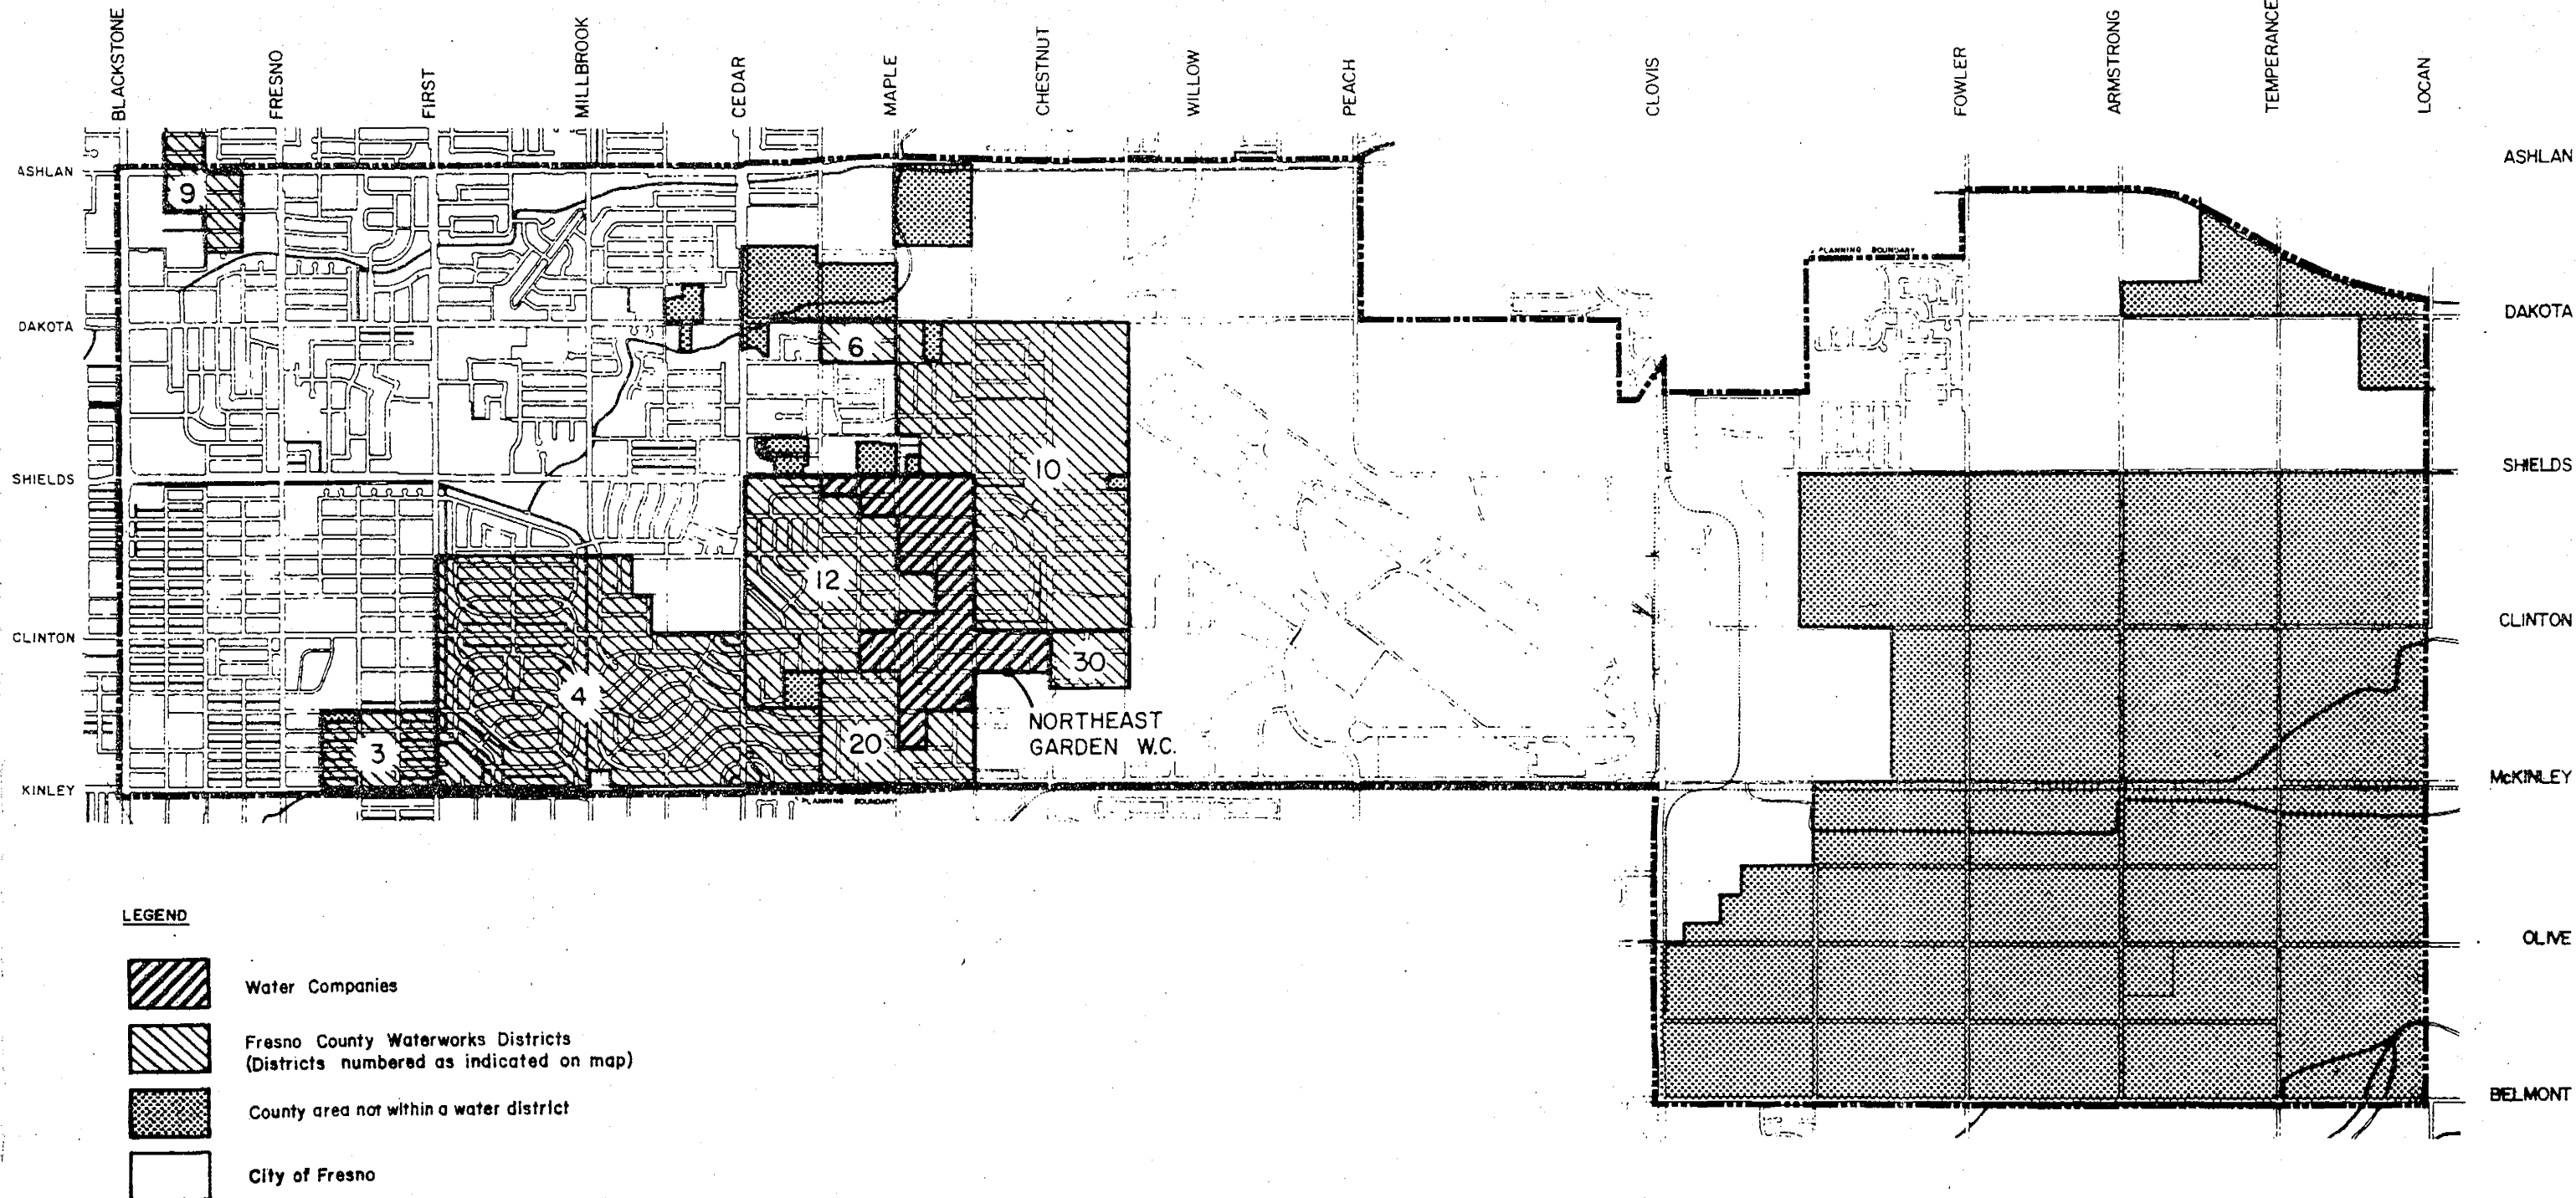 BLACKSTONE
FRESNO
FIRST
MILLBROOK
CEDAR
MAPLE
CHESTNUT
WILLOW
PEACH
CLOVIS
FOWLER
ARMSTRONG
TEMPERANCE
LOCAN
ASHLAN
ASHLAN
9
PLANNING BOUNDARY
DAKOTA
DAKOTA
6
10
SHIELDS
SHIELDS
12
CLINTON
CLINTON
30
4
NORTHEAST
GARDEN W.C.
20
3
KINLEY
McKINLEY
PLANNING BOUNDARY
OLIVE
BELMONT
LEGEND
Water Companies
Fresno County Waterworks Districts
(Districts numbered as indicated on map)
County area not within a water district
City of Fresno